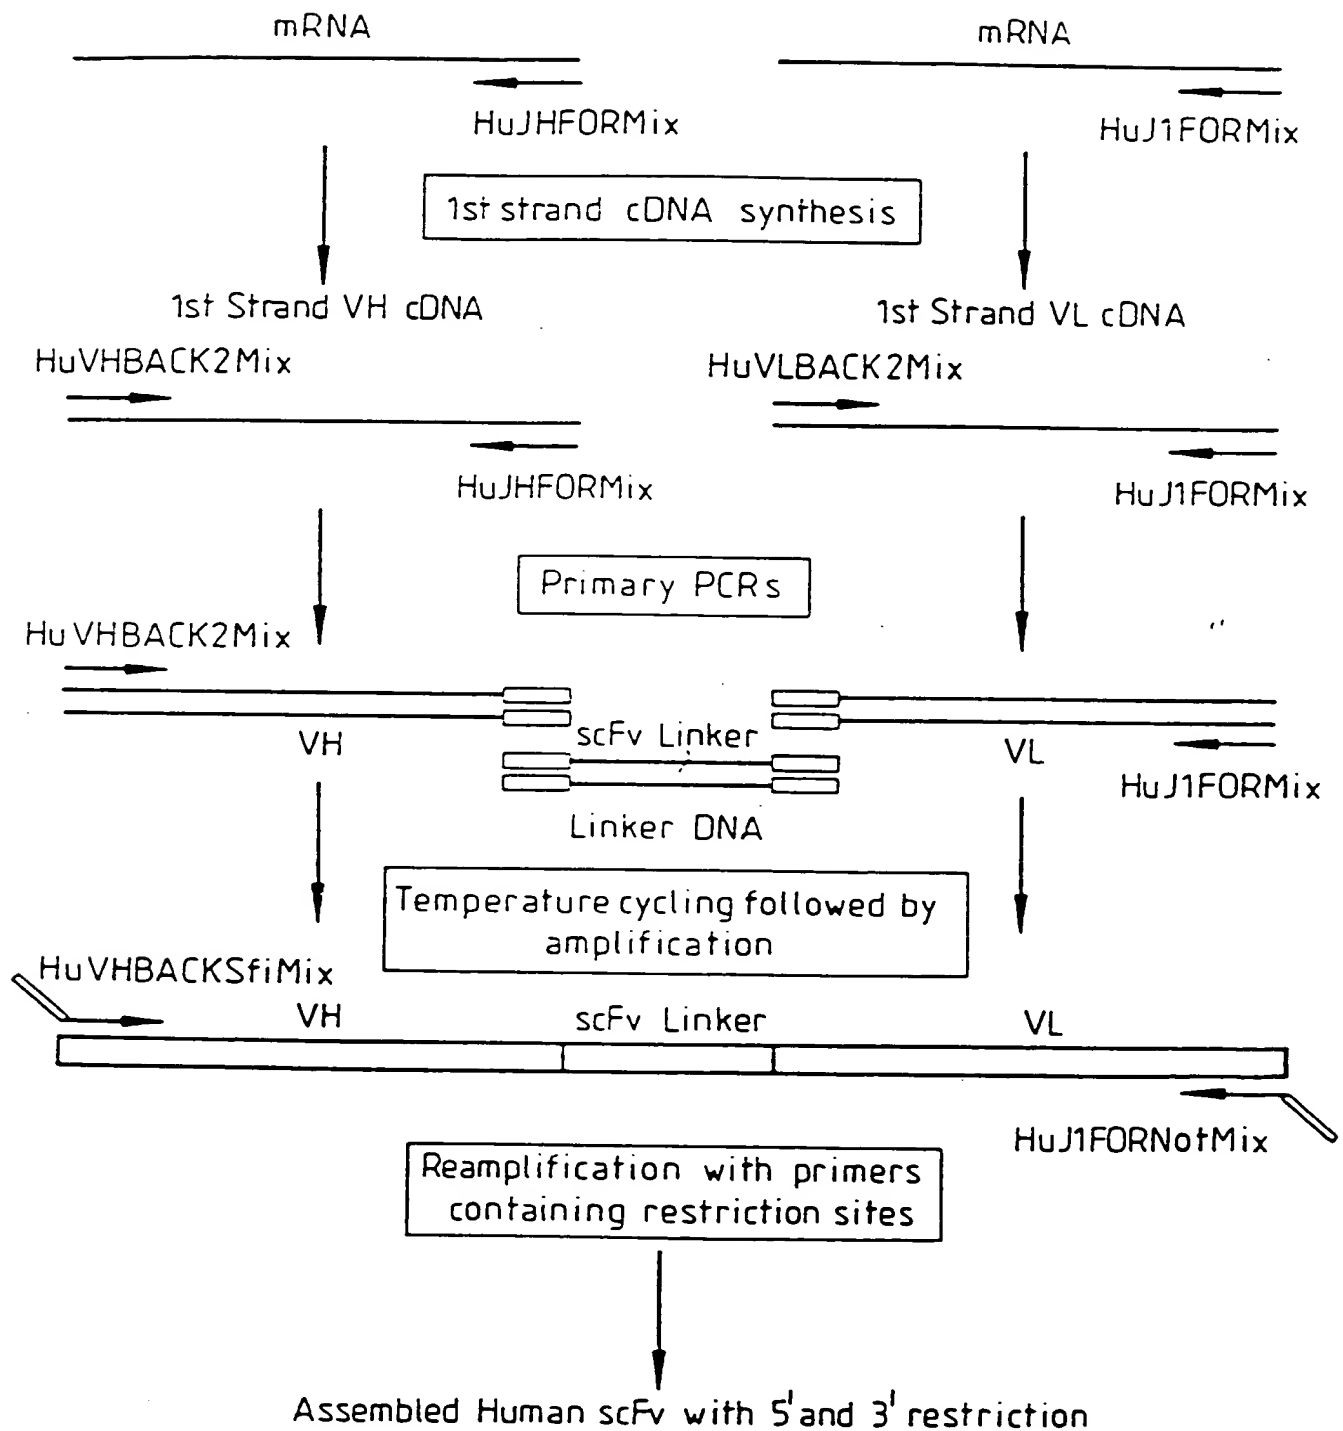 mRNA
mRNA
HuJHFORMix
HuJ1FORMix
1st strand cDNA synthesis
1st Strand VH cDNA
1st Strand VL cDNA
HuVHBACK2Mix
HuVLBACK2Mix
HuJHFORMix
HuJ1FORMix
Primary PCRs
HuVHBACK2Mix
VH
scFv Linker
VL
HuJ1FORMix
Linker DNA
Temperature cycling followed by
amplification
HuVHBACKSfiMix
VH
scFv Linker
VL
HuJ1FORNotMix
Reamplification with primers
containing restriction sites
Assembled Human scFv with 5' and 3' restriction